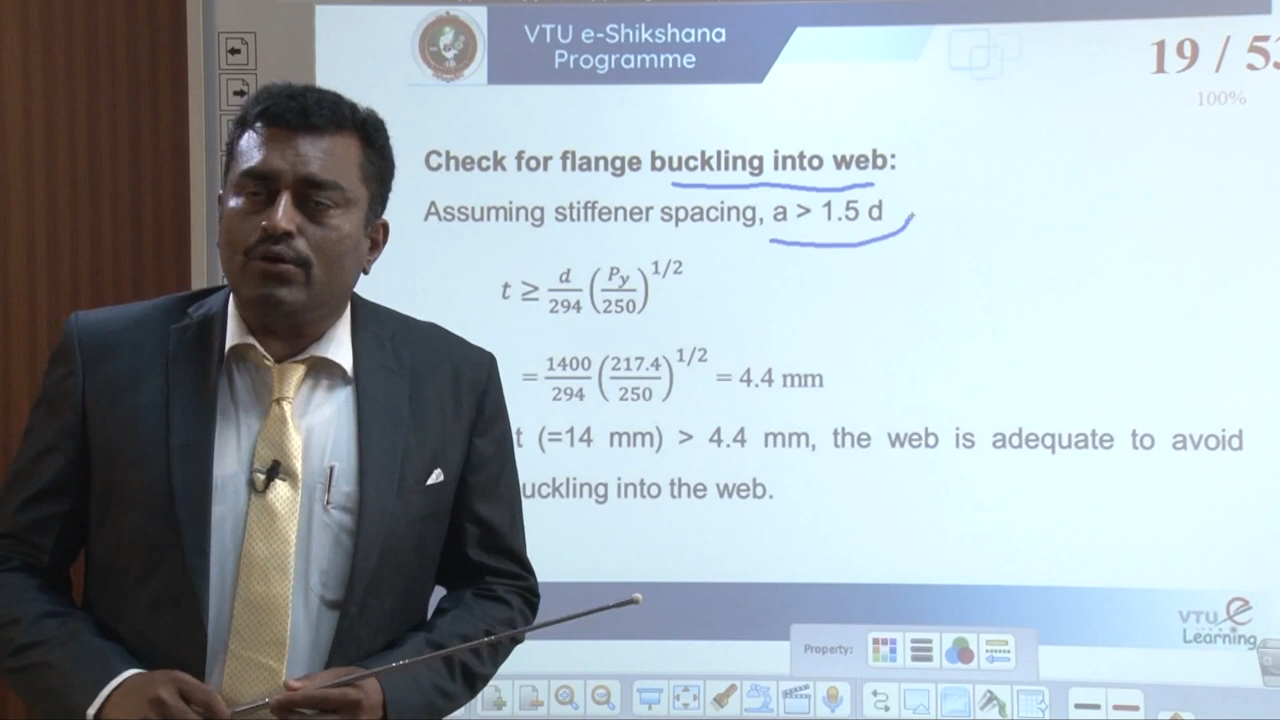 VTU e-Shikshana
Programme
19 / 53
100%
Check for flange buckling into web:
Assuming stiffener spacing, a > 1.5 d
t ≥ d/294 (Py/250)^1/2
= 1400/294 (217.4/250)^1/2 = 4.4 mm
t (=14 mm) > 4.4 mm, the web is adequate to avoid
uckling into the web.
VTU e
Learning
Property: